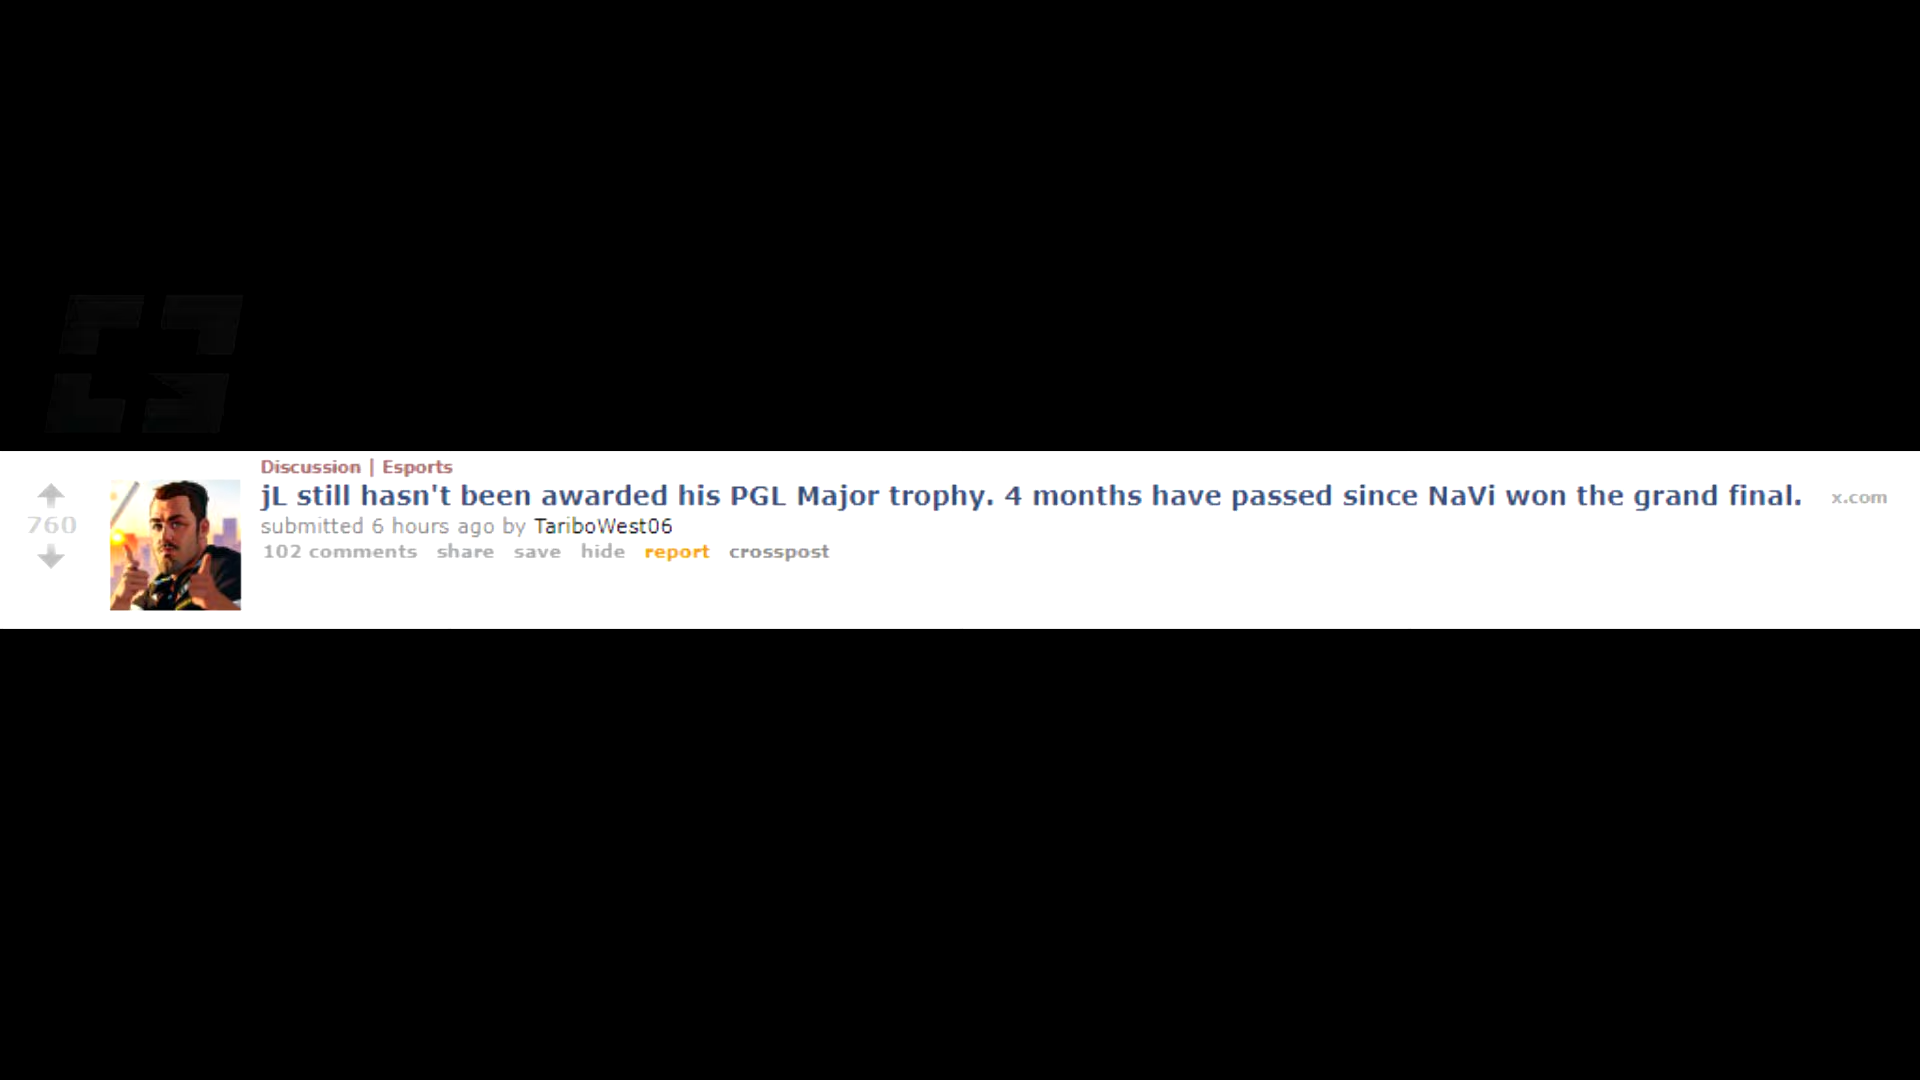 Discussion | Esports
jL still hasn't been awarded his PGL Major trophy. 4 months have passed since NaVi won the grand final. x.com
760
submitted 6 hours ago by TariboWest06
102 comments share save hide report crosspost